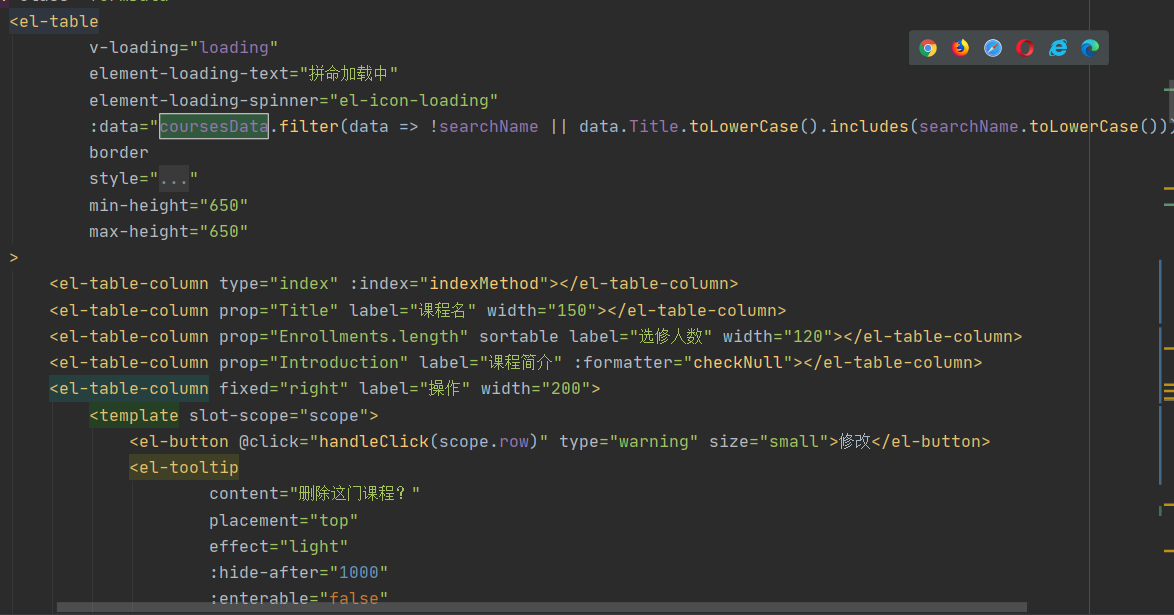 <el-table
v-loading="loading"
element-loading-text="拼命加载中"
element-loading-spinner="el-icon-loading"
:data="coursesData.filter(data => !searchName || data.Title.toLowerCase().includes(searchName.toLowerCase()))
border
style="..."
min-height="650"
max-height="650"
>
<el-table-column type="index" :index="indexMethod"></el-table-column>
<el-table-column prop="Title" label="课程名" width="150"></el-table-column>
<el-table-column prop="Enrollments.length" sortable label="选修人数" width="120"></el-table-column>
<el-table-column prop="Introduction" label="课程简介" :formatter="checkNull"></el-table-column>
<el-table-column fixed="right" label="操作" width="200">
<template slot-scope="scope">
<el-button @click="handleClick(scope.row)" type="warning" size="small">修改</el-button>
<el-tooltip
content="删除这门课程？"
placement="top"
effect="light"
:hide-after="1000"
:enterable="false"